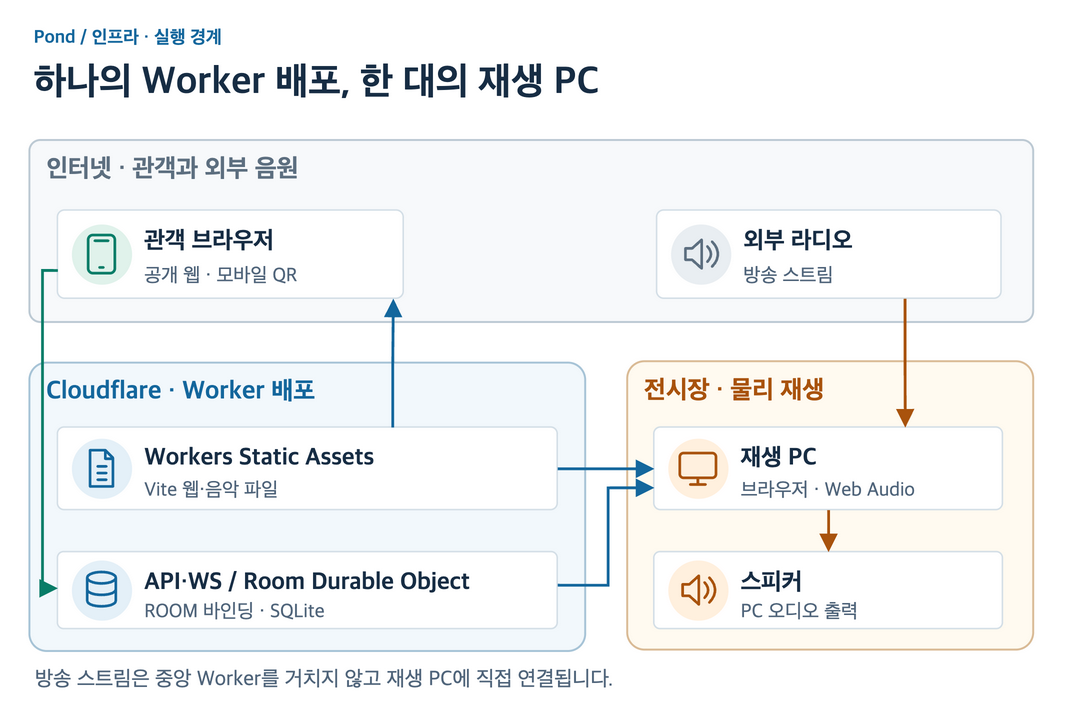 Pond / 인프라 · 실행 경계
하나의 Worker 배포, 한 대의 재생 PC
인터넷 · 관객과 외부 음원
관객 브라우저
공개 웹 · 모바일 QR
외부 라디오
방송 스트림
Cloudflare · Worker 배포
Workers Static Assets
Vite 웹·음악 파일
API·WS / Room Durable Object
ROOM 바인딩 · SQLite
전시장 · 물리 재생
재생 PC
브라우저 · Web Audio
스피커
PC 오디오 출력
방송 스트림은 중앙 Worker를 거치지 않고 재생 PC에 직접 연결됩니다.